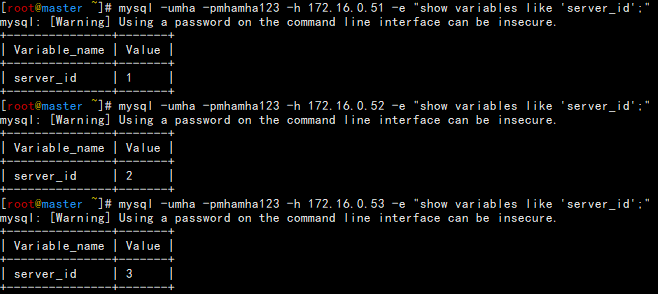 [root@master ~]# mysql -umha -pmhamha123 -h 172.16.0.51 -e "show variables like 'server_id';"
mysql: [Warning] Using a password on the command line interface can be insecure.
+---------------+-------+
| Variable_name | Value |
+---------------+-------+
| server_id     | 1     |
+---------------+-------+
[root@master ~]# mysql -umha -pmhamha123 -h 172.16.0.52 -e "show variables like 'server_id';"
mysql: [Warning] Using a password on the command line interface can be insecure.
+---------------+-------+
| Variable_name | Value |
+---------------+-------+
| server_id     | 2     |
+---------------+-------+
[root@master ~]# mysql -umha -pmhamha123 -h 172.16.0.53 -e "show variables like 'server_id';"
mysql: [Warning] Using a password on the command line interface can be insecure.
+---------------+-------+
| Variable_name | Value |
+---------------+-------+
| server_id     | 3     |
+---------------+-------+